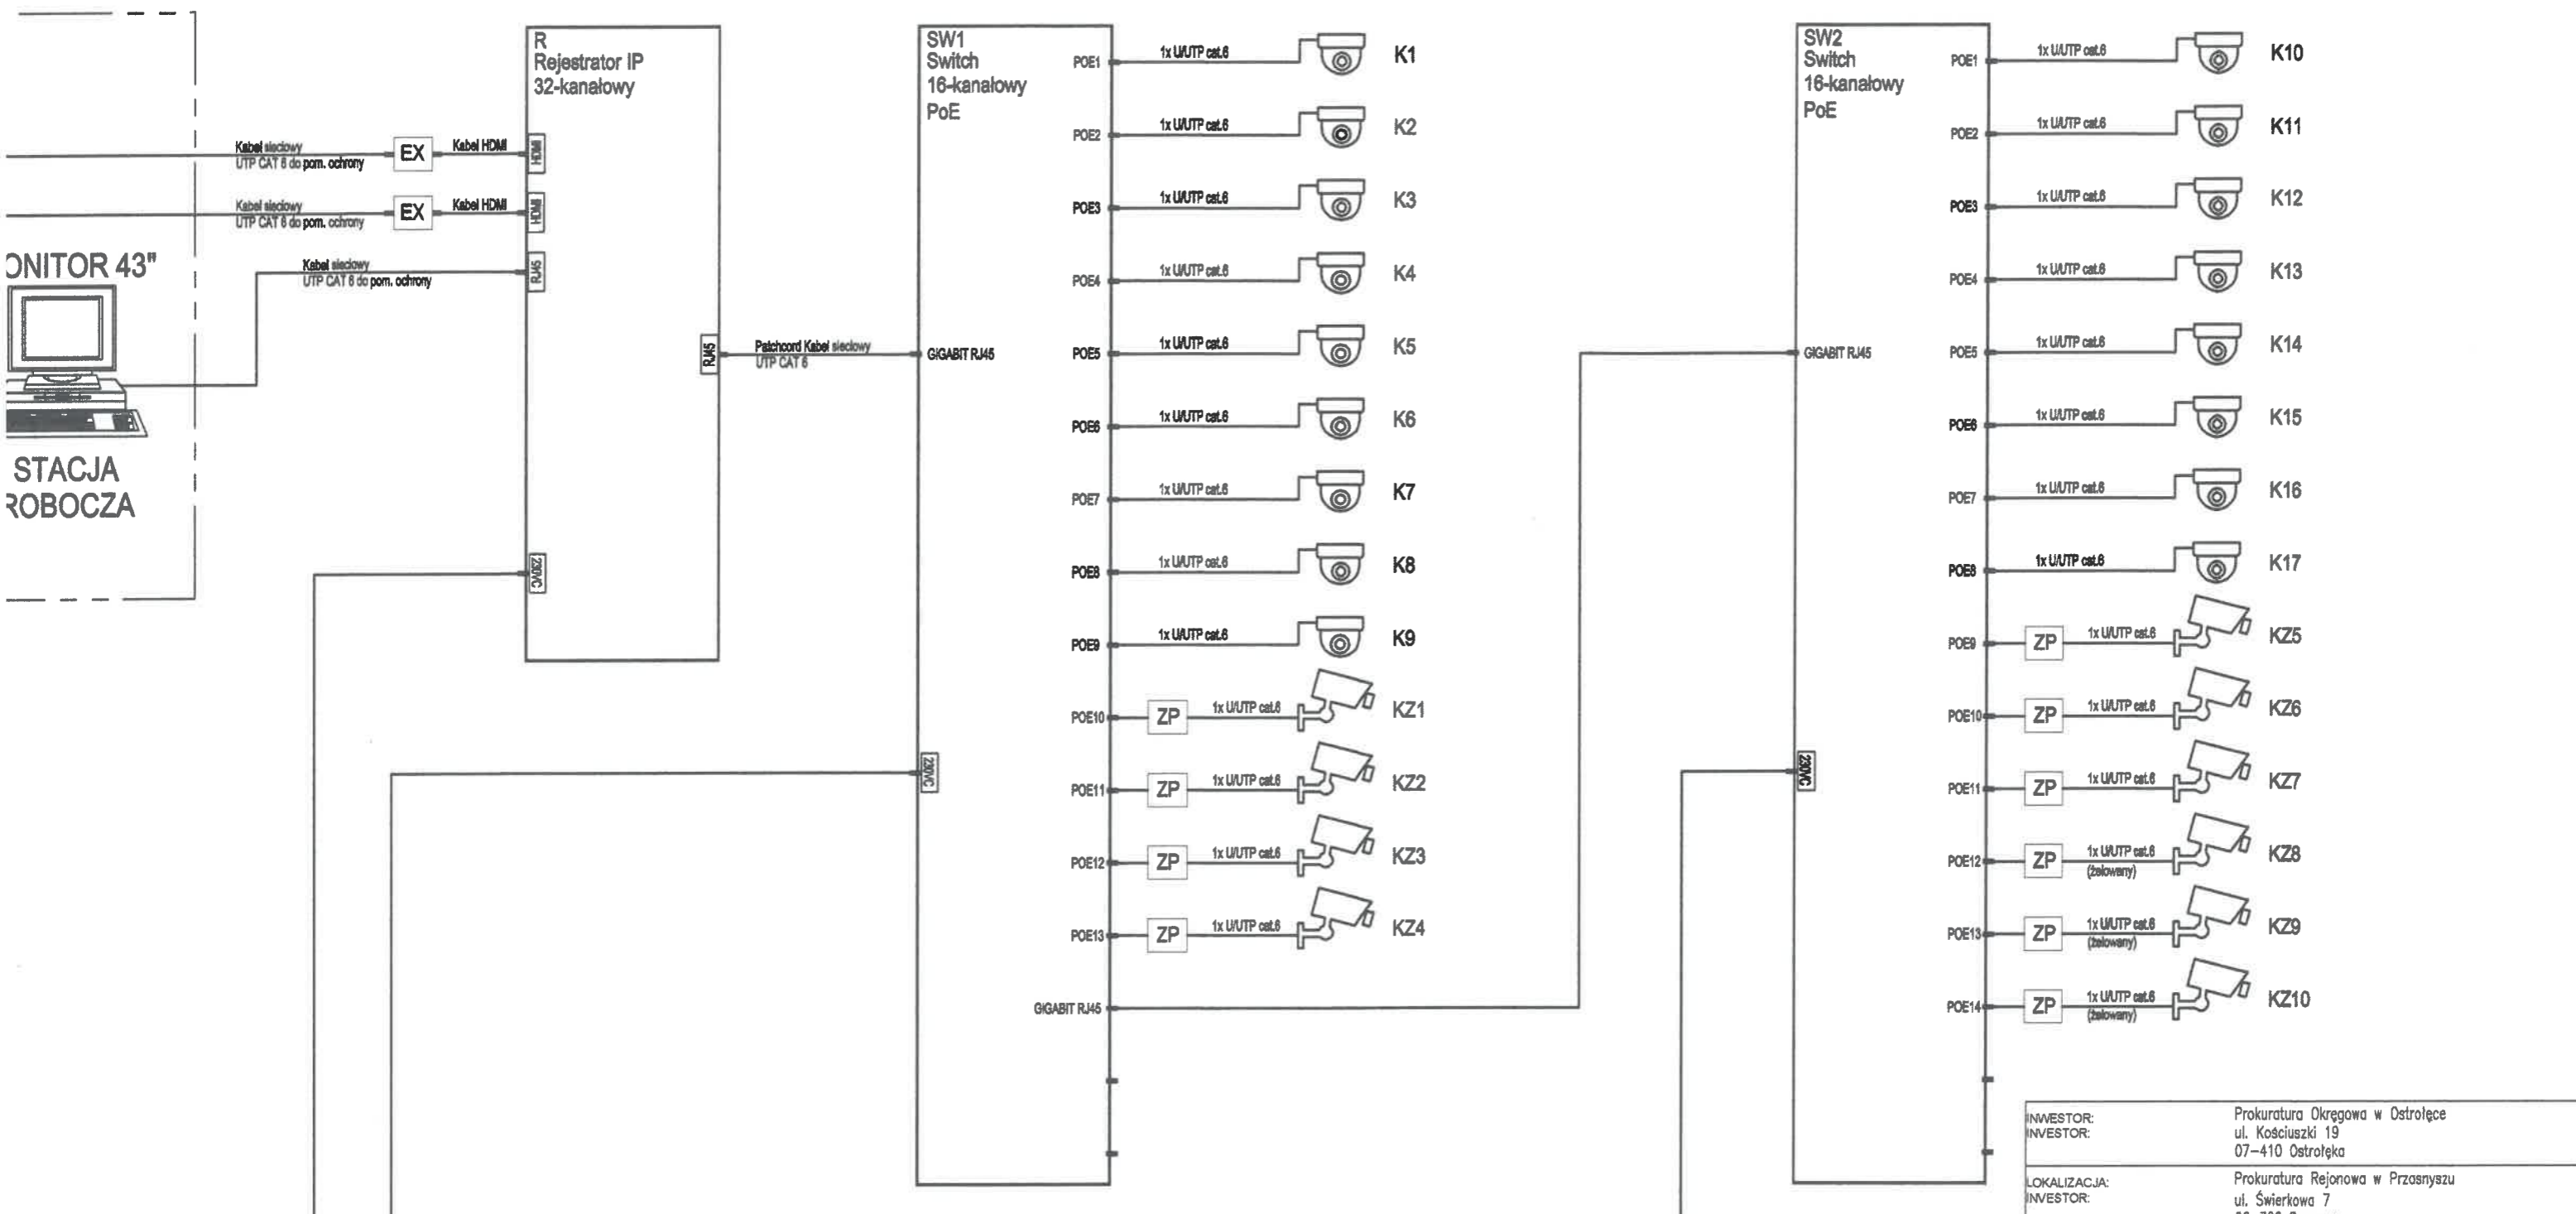 ONITOR 43"
STACJA
ROBOCZA
Kabel sieciowy
UTP CAT 6 do pom. ochrony
EX
Kabel HDMI
HDMI
Kabel sieciowy
UTP CAT 6 do pom. ochrony
EX
Kabel HDMI
HDMI
Kabel sieciowy
UTP CAT 6 do pom. ochrony
RJ45
R
Rejestrator IP
32-kanałowy
RJ45
230VC
Patchcord Kabel sieciowy
UTP CAT 6
SW1
Switch
16-kanałowy
PoE
GIGABIT RJ45
230VC
POE1 1x U/UTP cat.6 K1
POE2 1x U/UTP cat.6 K2
POE3 1x U/UTP cat.6 K3
POE4 1x U/UTP cat.6 K4
POE5 1x U/UTP cat.6 K5
POE6 1x U/UTP cat.6 K6
POE7 1x U/UTP cat.6 K7
POE8 1x U/UTP cat.6 K8
POE9 1x U/UTP cat.6 K9
POE10 ZP 1x U/UTP cat.6 KZ1
POE11 ZP 1x U/UTP cat.6 KZ2
POE12 ZP 1x U/UTP cat.6 KZ3
POE13 ZP 1x U/UTP cat.6 KZ4
GIGABIT RJ45
SW2
Switch
16-kanałowy
PoE
GIGABIT RJ45
230VC
POE1 1x U/UTP cat.6 K10
POE2 1x U/UTP cat.6 K11
POE3 1x U/UTP cat.6 K12
POE4 1x U/UTP cat.6 K13
POE5 1x U/UTP cat.6 K14
POE6 1x U/UTP cat.6 K15
POE7 1x U/UTP cat.6 K16
POE8 1x U/UTP cat.6 K17
POE9 ZP 1x U/UTP cat.6 KZ5
POE10 ZP 1x U/UTP cat.6 KZ6
POE11 ZP 1x U/UTP cat.6 KZ7
POE12 ZP 1x U/UTP cat.6 KZ8
(żelowany)
POE13 ZP 1x U/UTP cat.6 KZ9
(żelowany)
POE14 ZP 1x U/UTP cat.6 KZ10
(żelowany)
INWESTOR: Prokuratura Okręgowa w Ostrołęce
INVESTOR: ul. Kościuszki 19
07-410 Ostrołęka
LOKALIZACJA: Prokuratura Rejonowa w Przasnyszu
INVESTOR: ul. Świerkowa 7